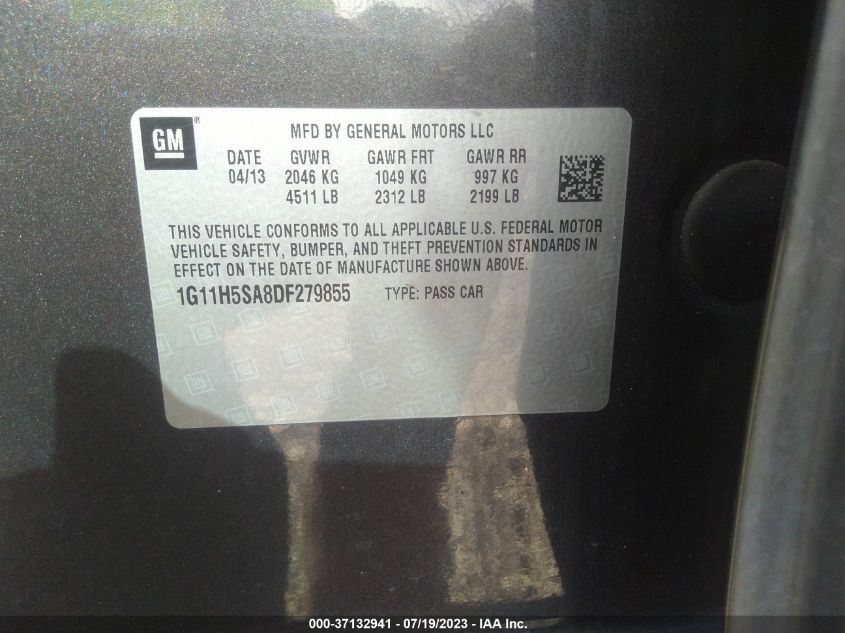 GM ®
MFD BY GENERAL MOTORS LLC
DATE GVWR GAWR FRT GAWR RR
04/13 2046 KG 1049 KG 997 KG
4511 LB 2312 LB 2199 LB
THIS VEHICLE CONFORMS TO ALL APPLICABLE U.S. FEDERAL MOTOR
VEHICLE SAFETY, BUMPER, AND THEFT PREVENTION STANDARDS IN
EFFECT ON THE DATE OF MANUFACTURE SHOWN ABOVE.
1G11H5SA8DF279855 TYPE: PASS CAR
000-37132941 - 07/19/2023 - IAA Inc.